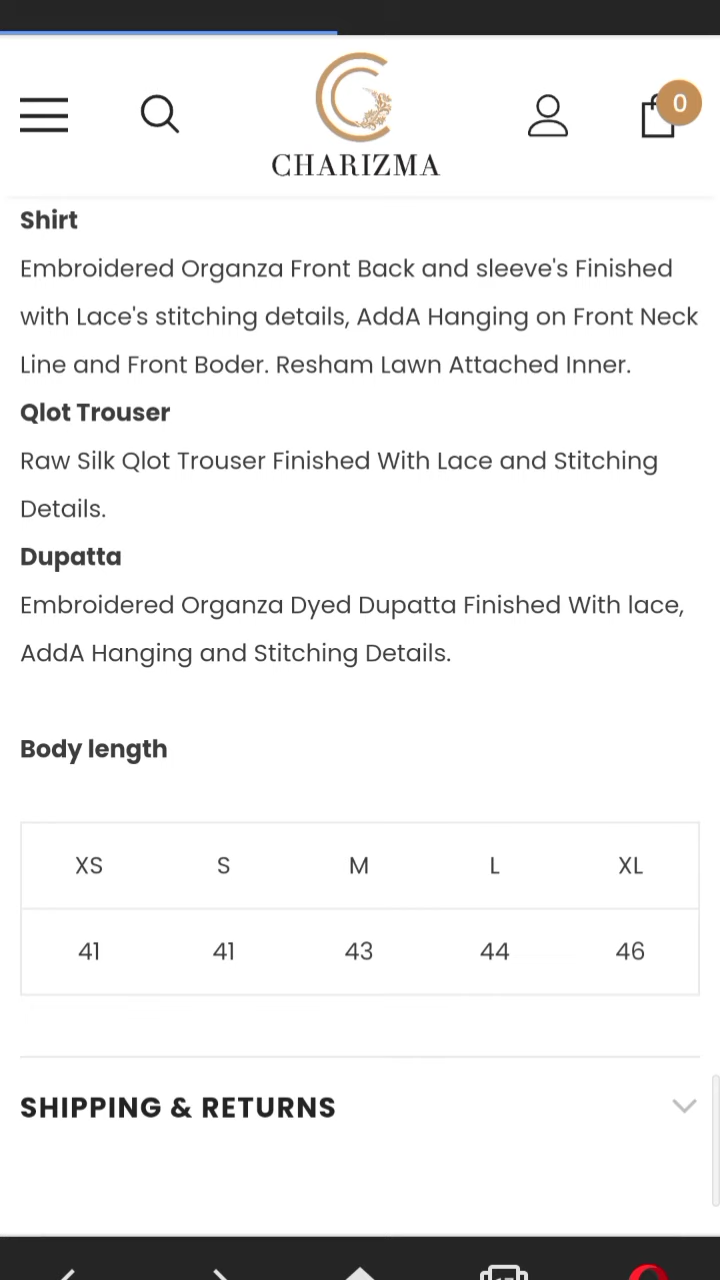 0
CHARIZMA
Shirt
Embroidered Organza Front Back and sleeve's Finished
with Lace's stitching details, AddA Hanging on Front Neck
Line and Front Boder. Resham Lawn Attached Inner.
Qlot Trouser
Raw Silk Qlot Trouser Finished With Lace and Stitching
Details.
Dupatta
Embroidered Organza Dyed Dupatta Finished With lace,
AddA Hanging and Stitching Details.
Body length
XS S M L XL
41 41 43 44 46
SHIPPING & RETURNS